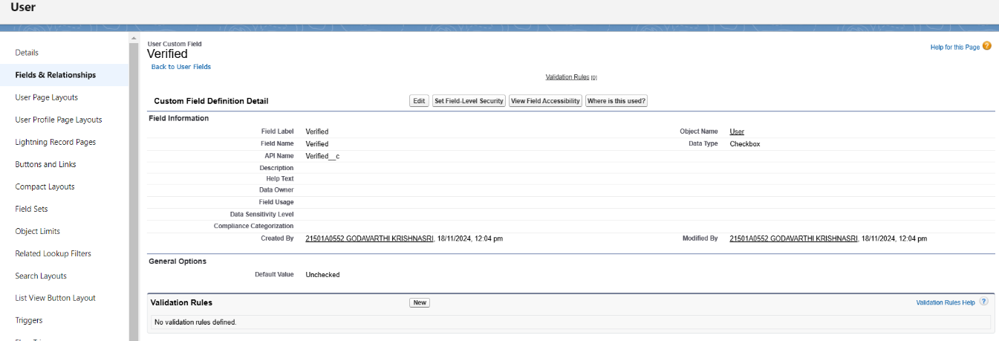 User
Details
Fields & Relationships
User Page Layouts
User Profile Page Layouts
Lightning Record Pages
Buttons and Links
Compact Layouts
Field Sets
Object Limits
Related Lookup Filters
Search Layouts
List View Button Layout
Triggers
User Custom Field
Verified
Back to User Fields
Help for this Page ?
Validation Rules [0]
Custom Field Definition Detail Edit Set Field-Level Security View Field Accessibility Where is this used?
Field Information
Field Label Verified Object Name User
Field Name Verified Data Type Checkbox
API Name Verified__c
Description
Help Text
Data Owner
Field Usage
Data Sensitivity Level
Compliance Categorization
Created By 21501A0552 GODAVARTHI KRISHNASRI, 18/11/2024, 12:04 pm Modified By 21501A0552 GODAVARTHI KRISHNASRI, 18/11/2024, 12:04 pm
General Options
Default Value Unchecked
Validation Rules New Validation Rules Help ?
No validation rules defined.